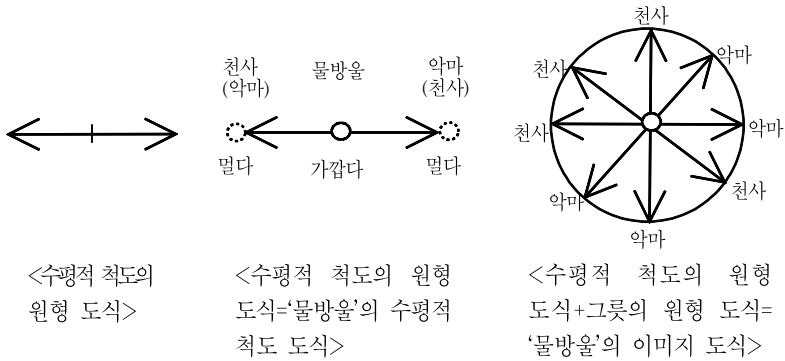 천사
(악마)
물방울
악마
(천사)
멀다
가깝다
멀다
천사
악마
천사
천사
악마
천사
악마
악마
<수평적 척도의
원형 도식>
<수평적 척도의 원형
도식=‘물방울’의 수평적
척도 도식>
<수평적 척도의 원형
도식+그릇의 원형 도식=
‘물방울’의 이미지 도식>